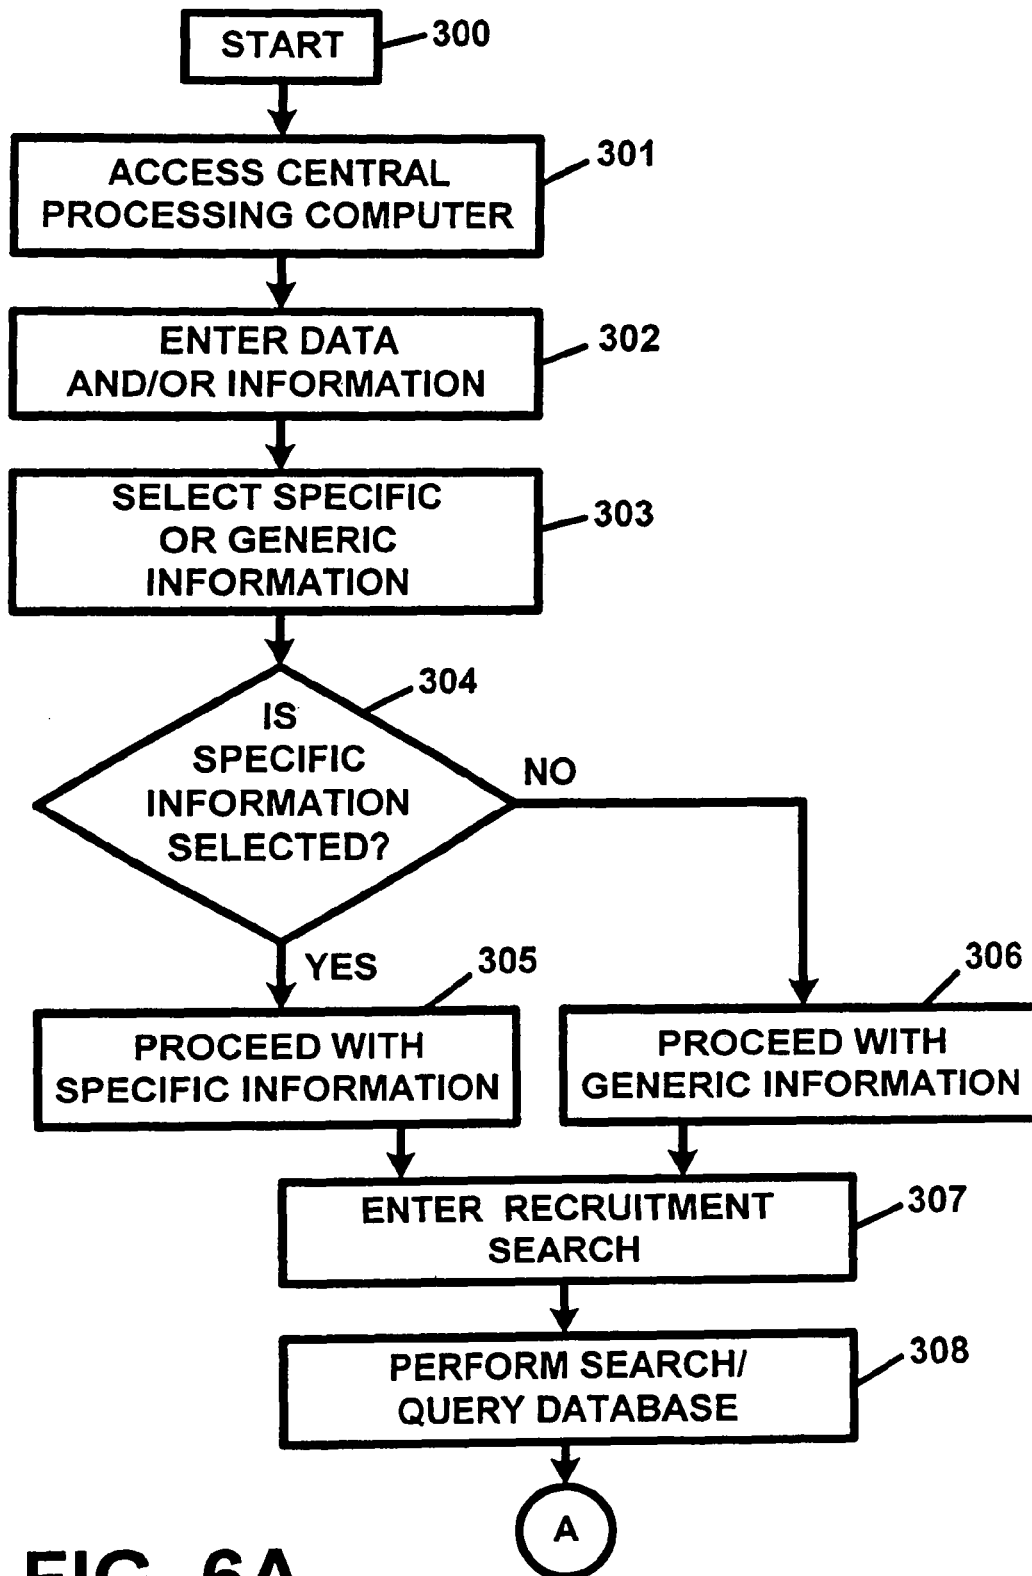 START
300
ACCESS CENTRAL
PROCESSING COMPUTER
301
ENTER DATA
AND/OR INFORMATION
302
SELECT SPECIFIC
OR GENERIC
INFORMATION
303
304
IS
SPECIFIC
INFORMATION
SELECTED?
NO
YES
305
306
PROCEED WITH
SPECIFIC INFORMATION
PROCEED WITH
GENERIC INFORMATION
ENTER RECRUITMENT
SEARCH
307
PERFORM SEARCH/
QUERY DATABASE
308
A
FIG. 6A